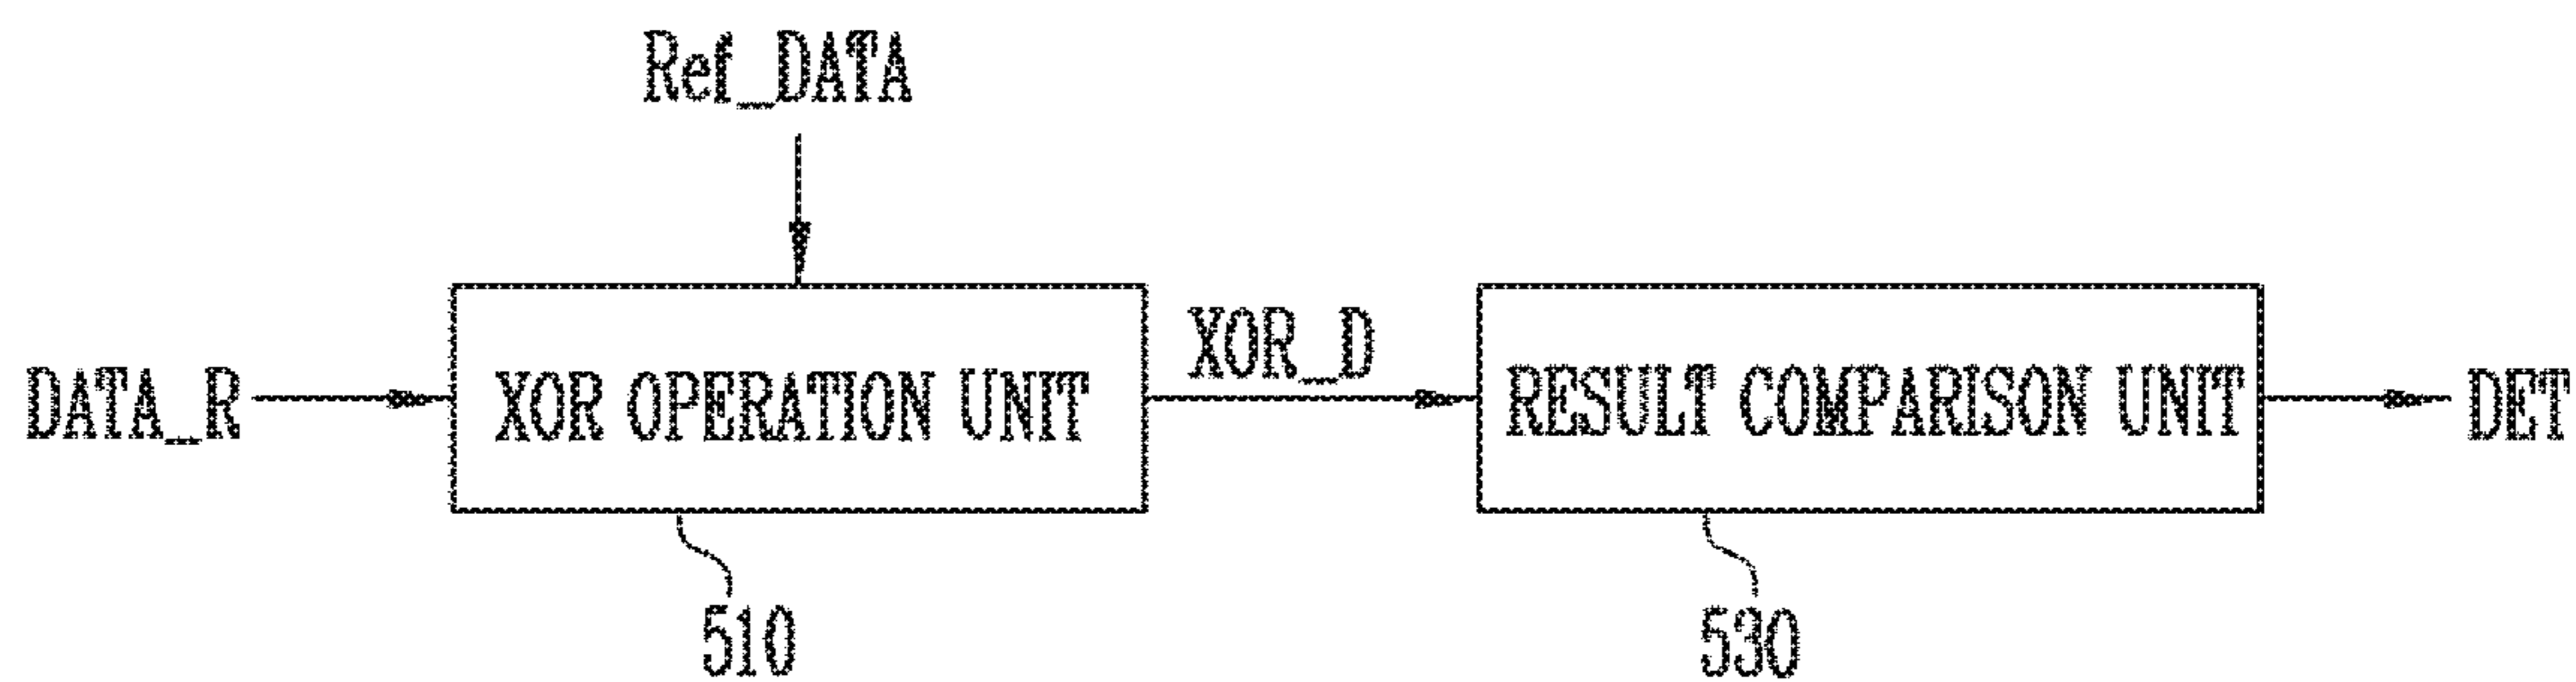 Ref_DATA
DATA_R
XOR OPERATION UNIT
XOR_D
RESULT COMPARISON UNIT
DET
510
530